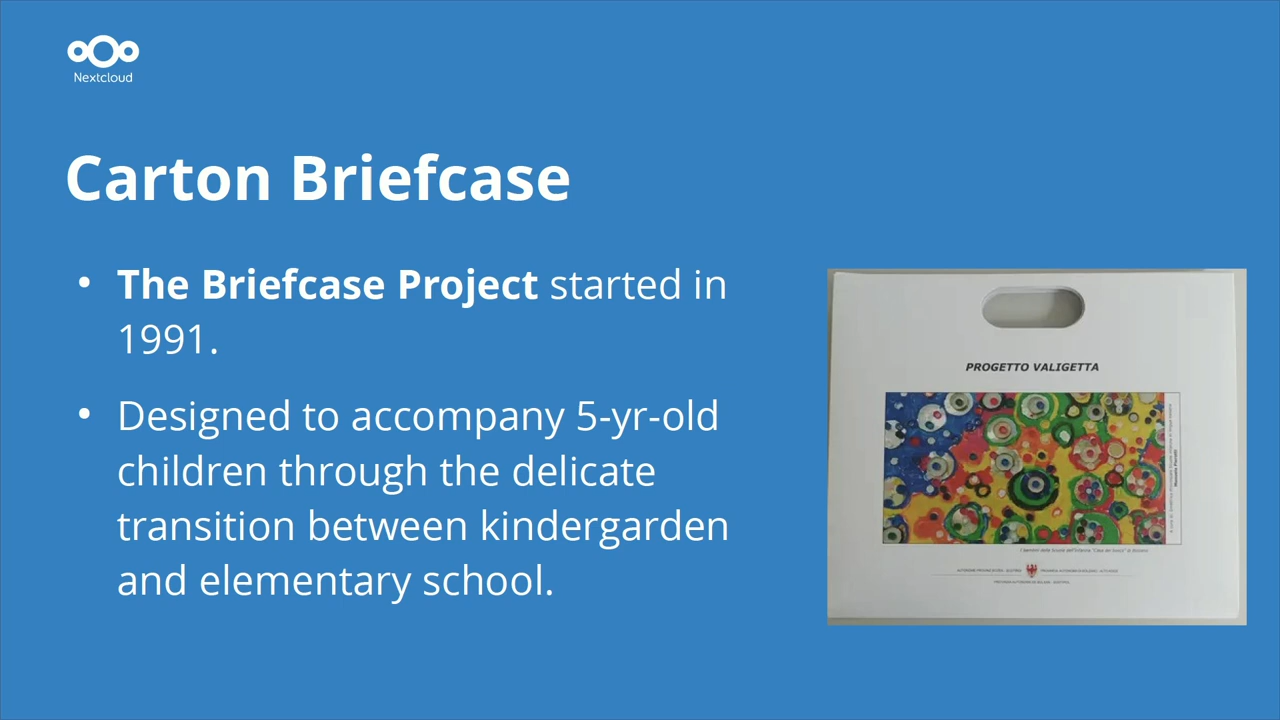 Nextcloud
Carton Briefcase
• The Briefcase Project started in
1991.
• Designed to accompany 5-yr-old
children through the delicate
transition between kindergarden
and elementary school.
PROGETTO VALIGETTA